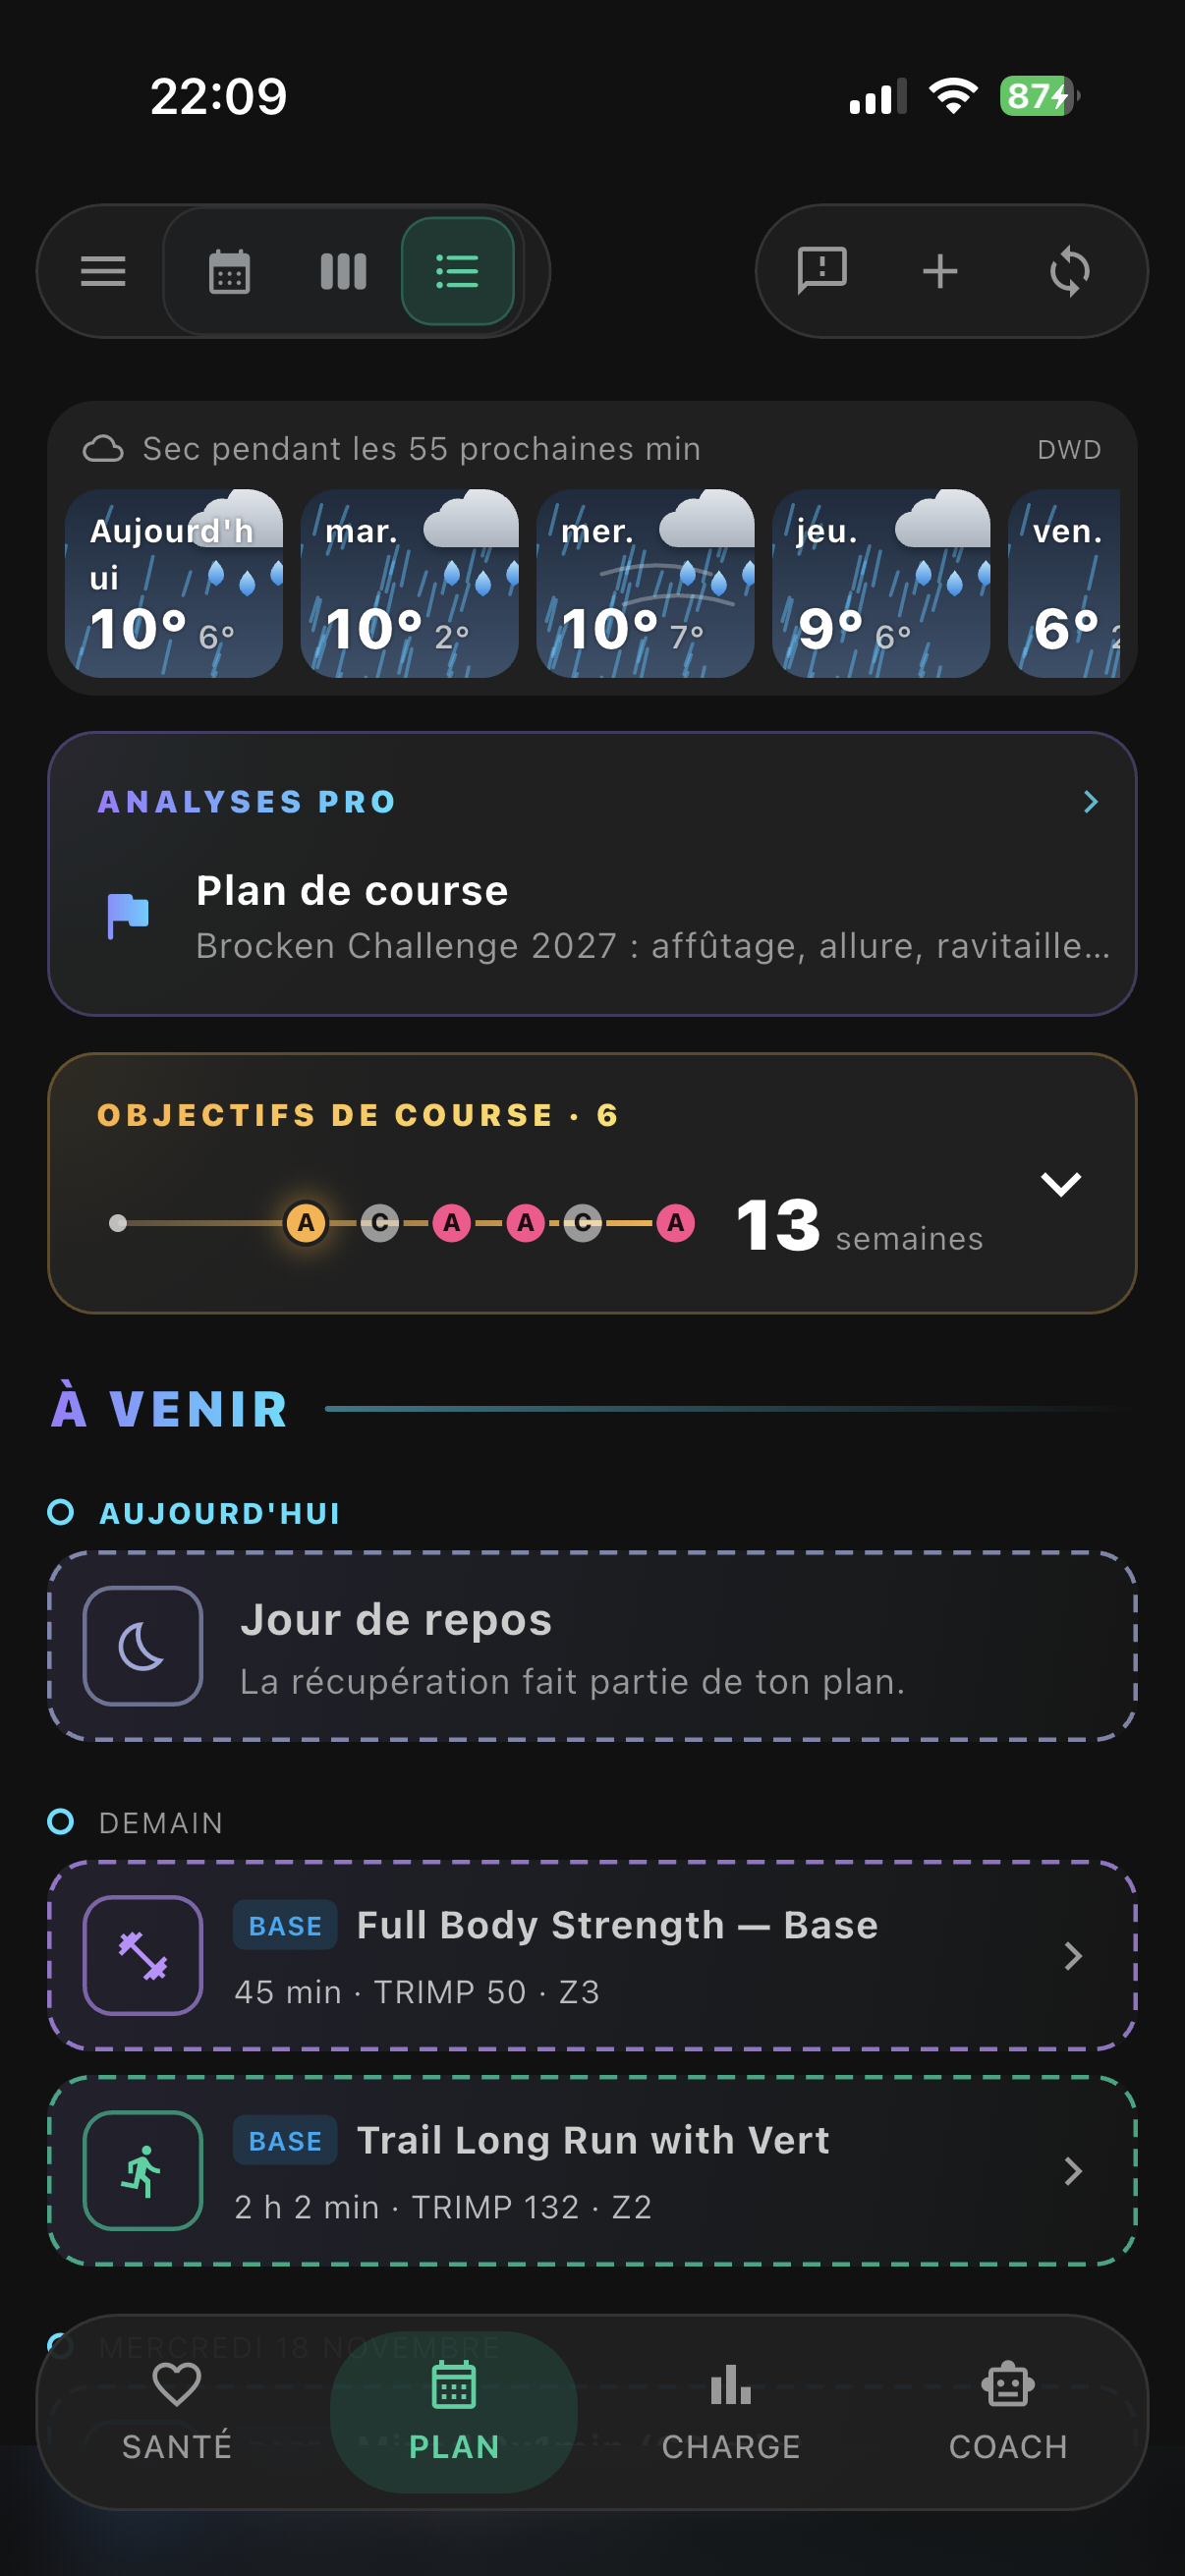 22:09
87
Sec pendant les 55 prochaines min
DWD
Aujourd'h
ui
10° 6°
mar.
10° 2°
mer.
10° 7°
jeu.
9° 6°
ven.
6°
ANALYSES PRO
Plan de course
Brocken Challenge 2027 : affûtage, allure, ravitaille...
OBJECTIFS DE COURSE · 6
A C A A C A
13 semaines
À VENIR
AUJOURD'HUI
Jour de repos
La récupération fait partie de ton plan.
DEMAIN
BASE Full Body Strength — Base
45 min · TRIMP 50 · Z3
BASE Trail Long Run with Vert
2 h 2 min · TRIMP 132 · Z2
MERCREDI 18 NOVEMBRE
SANTÉ
PLAN
CHARGE
COACH